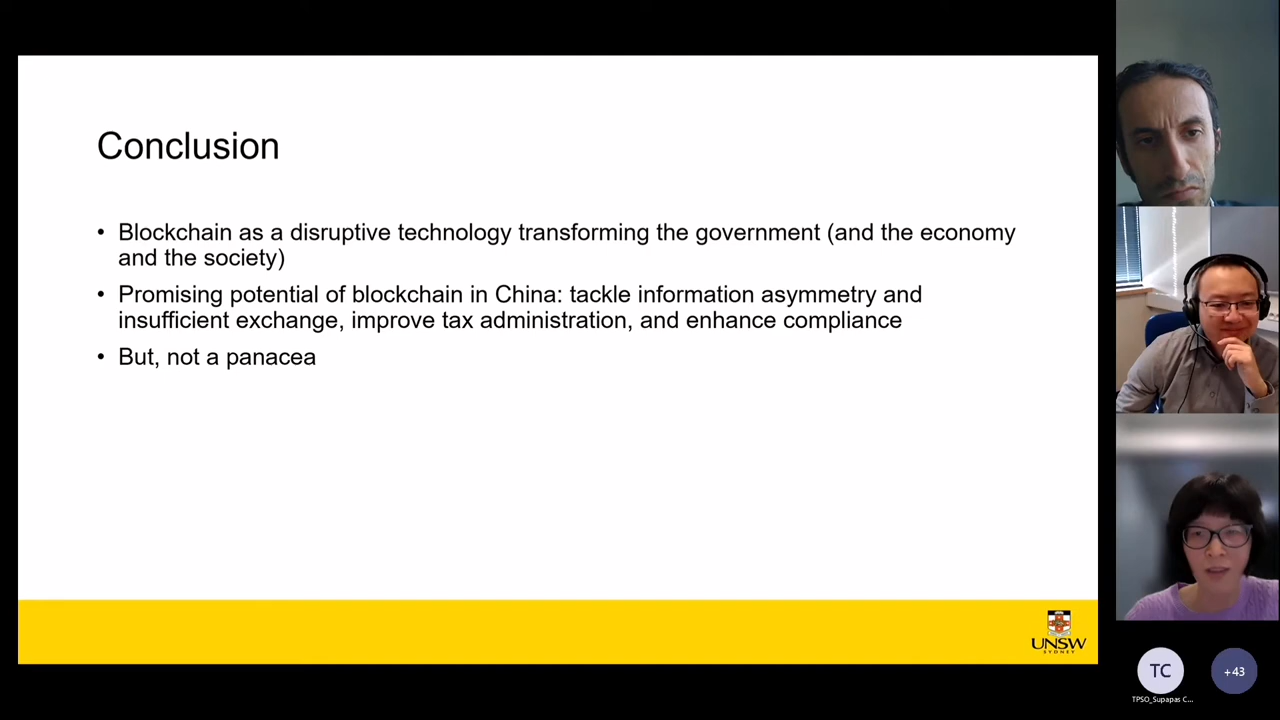 Conclusion
• Blockchain as a disruptive technology transforming the government (and the economy
and the society)
• Promising potential of blockchain in China: tackle information asymmetry and
insufficient exchange, improve tax administration, and enhance compliance
• But, not a panacea
UNSW
SYDNEY
TC
+43
TPSO_Supapas C...